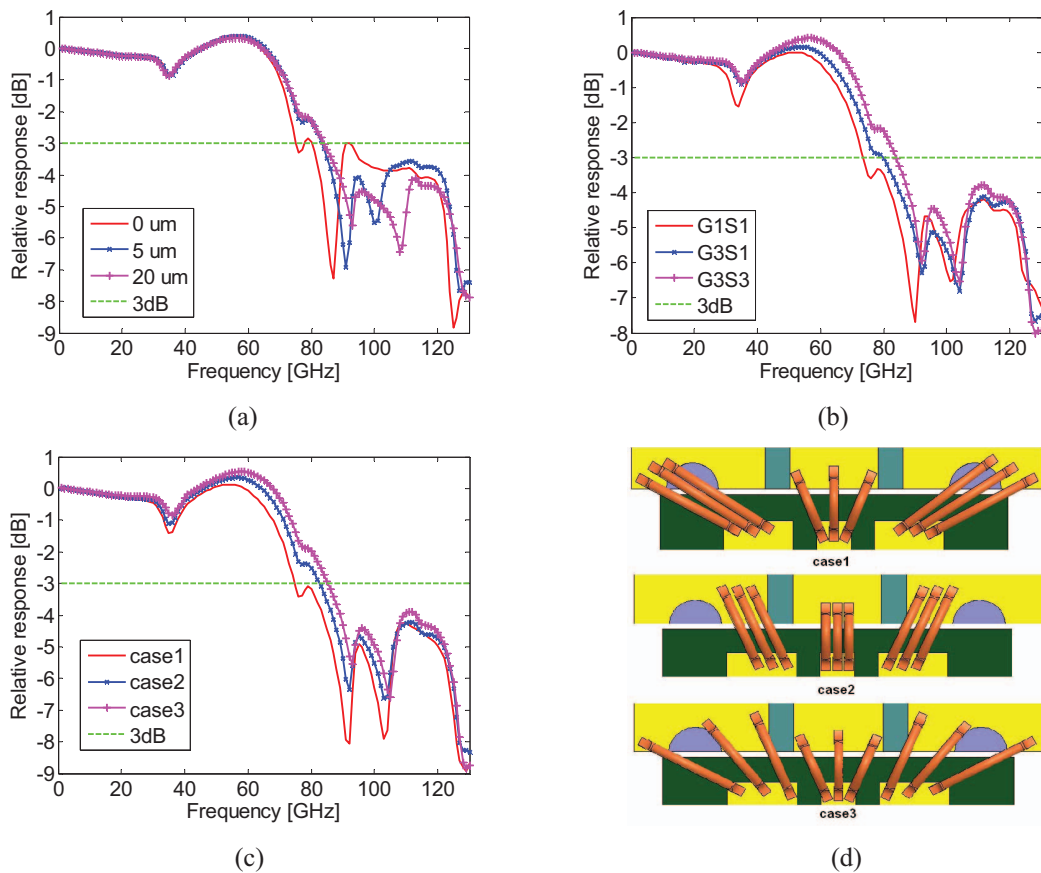 1
0
-1
-2
-3
-4
-5
-6
-7
-8
-9
Relative response [dB]
0 um
5 um
20 um
3dB
0 20 40 60 80 100 120
Frequency [GHz]
(a)
1
0
-1
-2
-3
-4
-5
-6
-7
-8
Relative response [dB]
G1S1
G3S1
G3S3
3dB
0 20 40 60 80 100 120
Frequency [GHz]
(b)
1
0
-1
-2
-3
-4
-5
-6
-7
-8
-9
Relative response [dB]
case1
case2
case3
3dB
0 20 40 60 80 100 120
Frequency [GHz]
(c)
case1
case2
case3
(d)